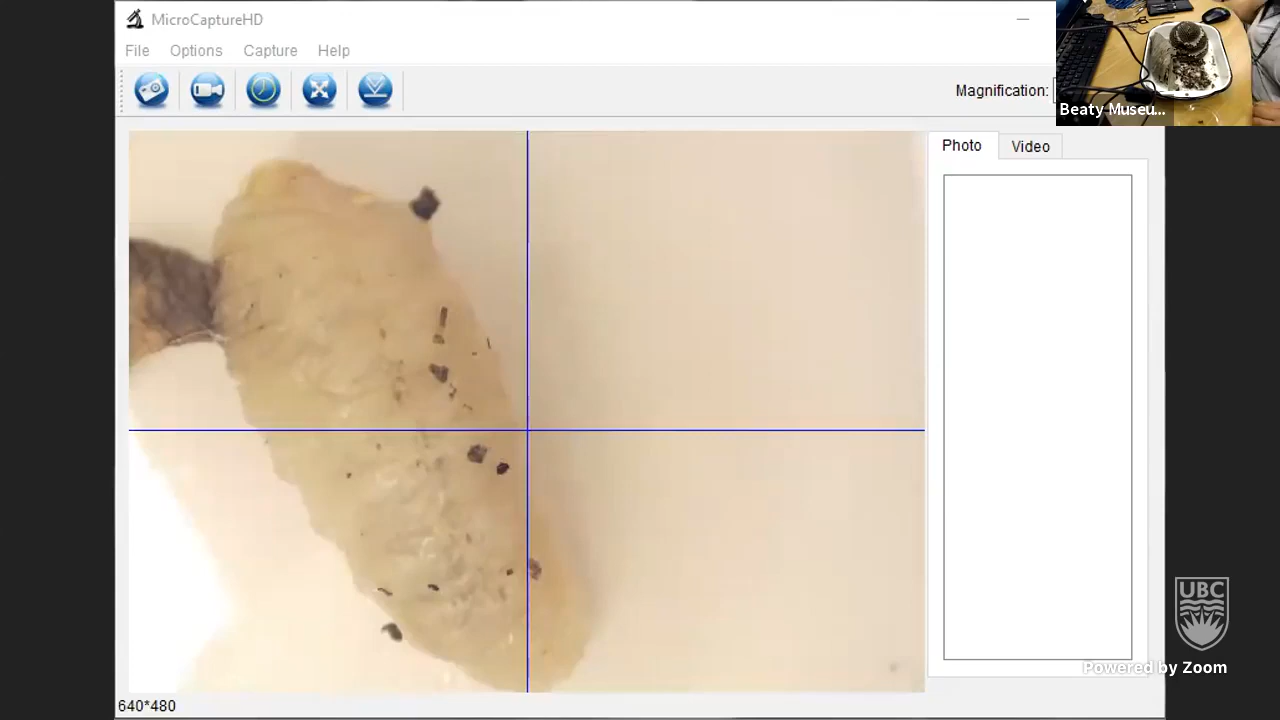 MicroCaptureHD
File Options Capture Help
Magnification:
Beaty Museu...
Photo Video
UBC
Powered by Zoom
640*480